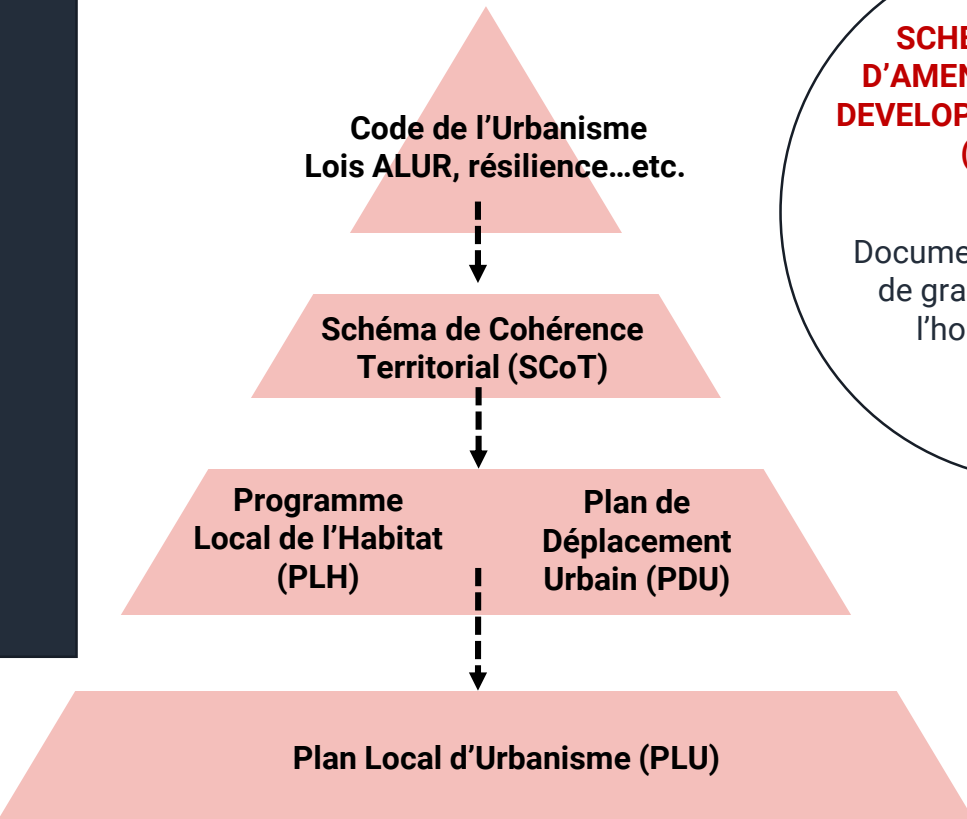 Code de l’Urbanisme
Lois ALUR, résilience…etc.
Schéma de Cohérence
Territorial (SCoT)
Programme
Local de l’Habitat
(PLH)
Plan de
Déplacement
Urbain (PDU)
Plan Local d’Urbanisme (PLU)
de